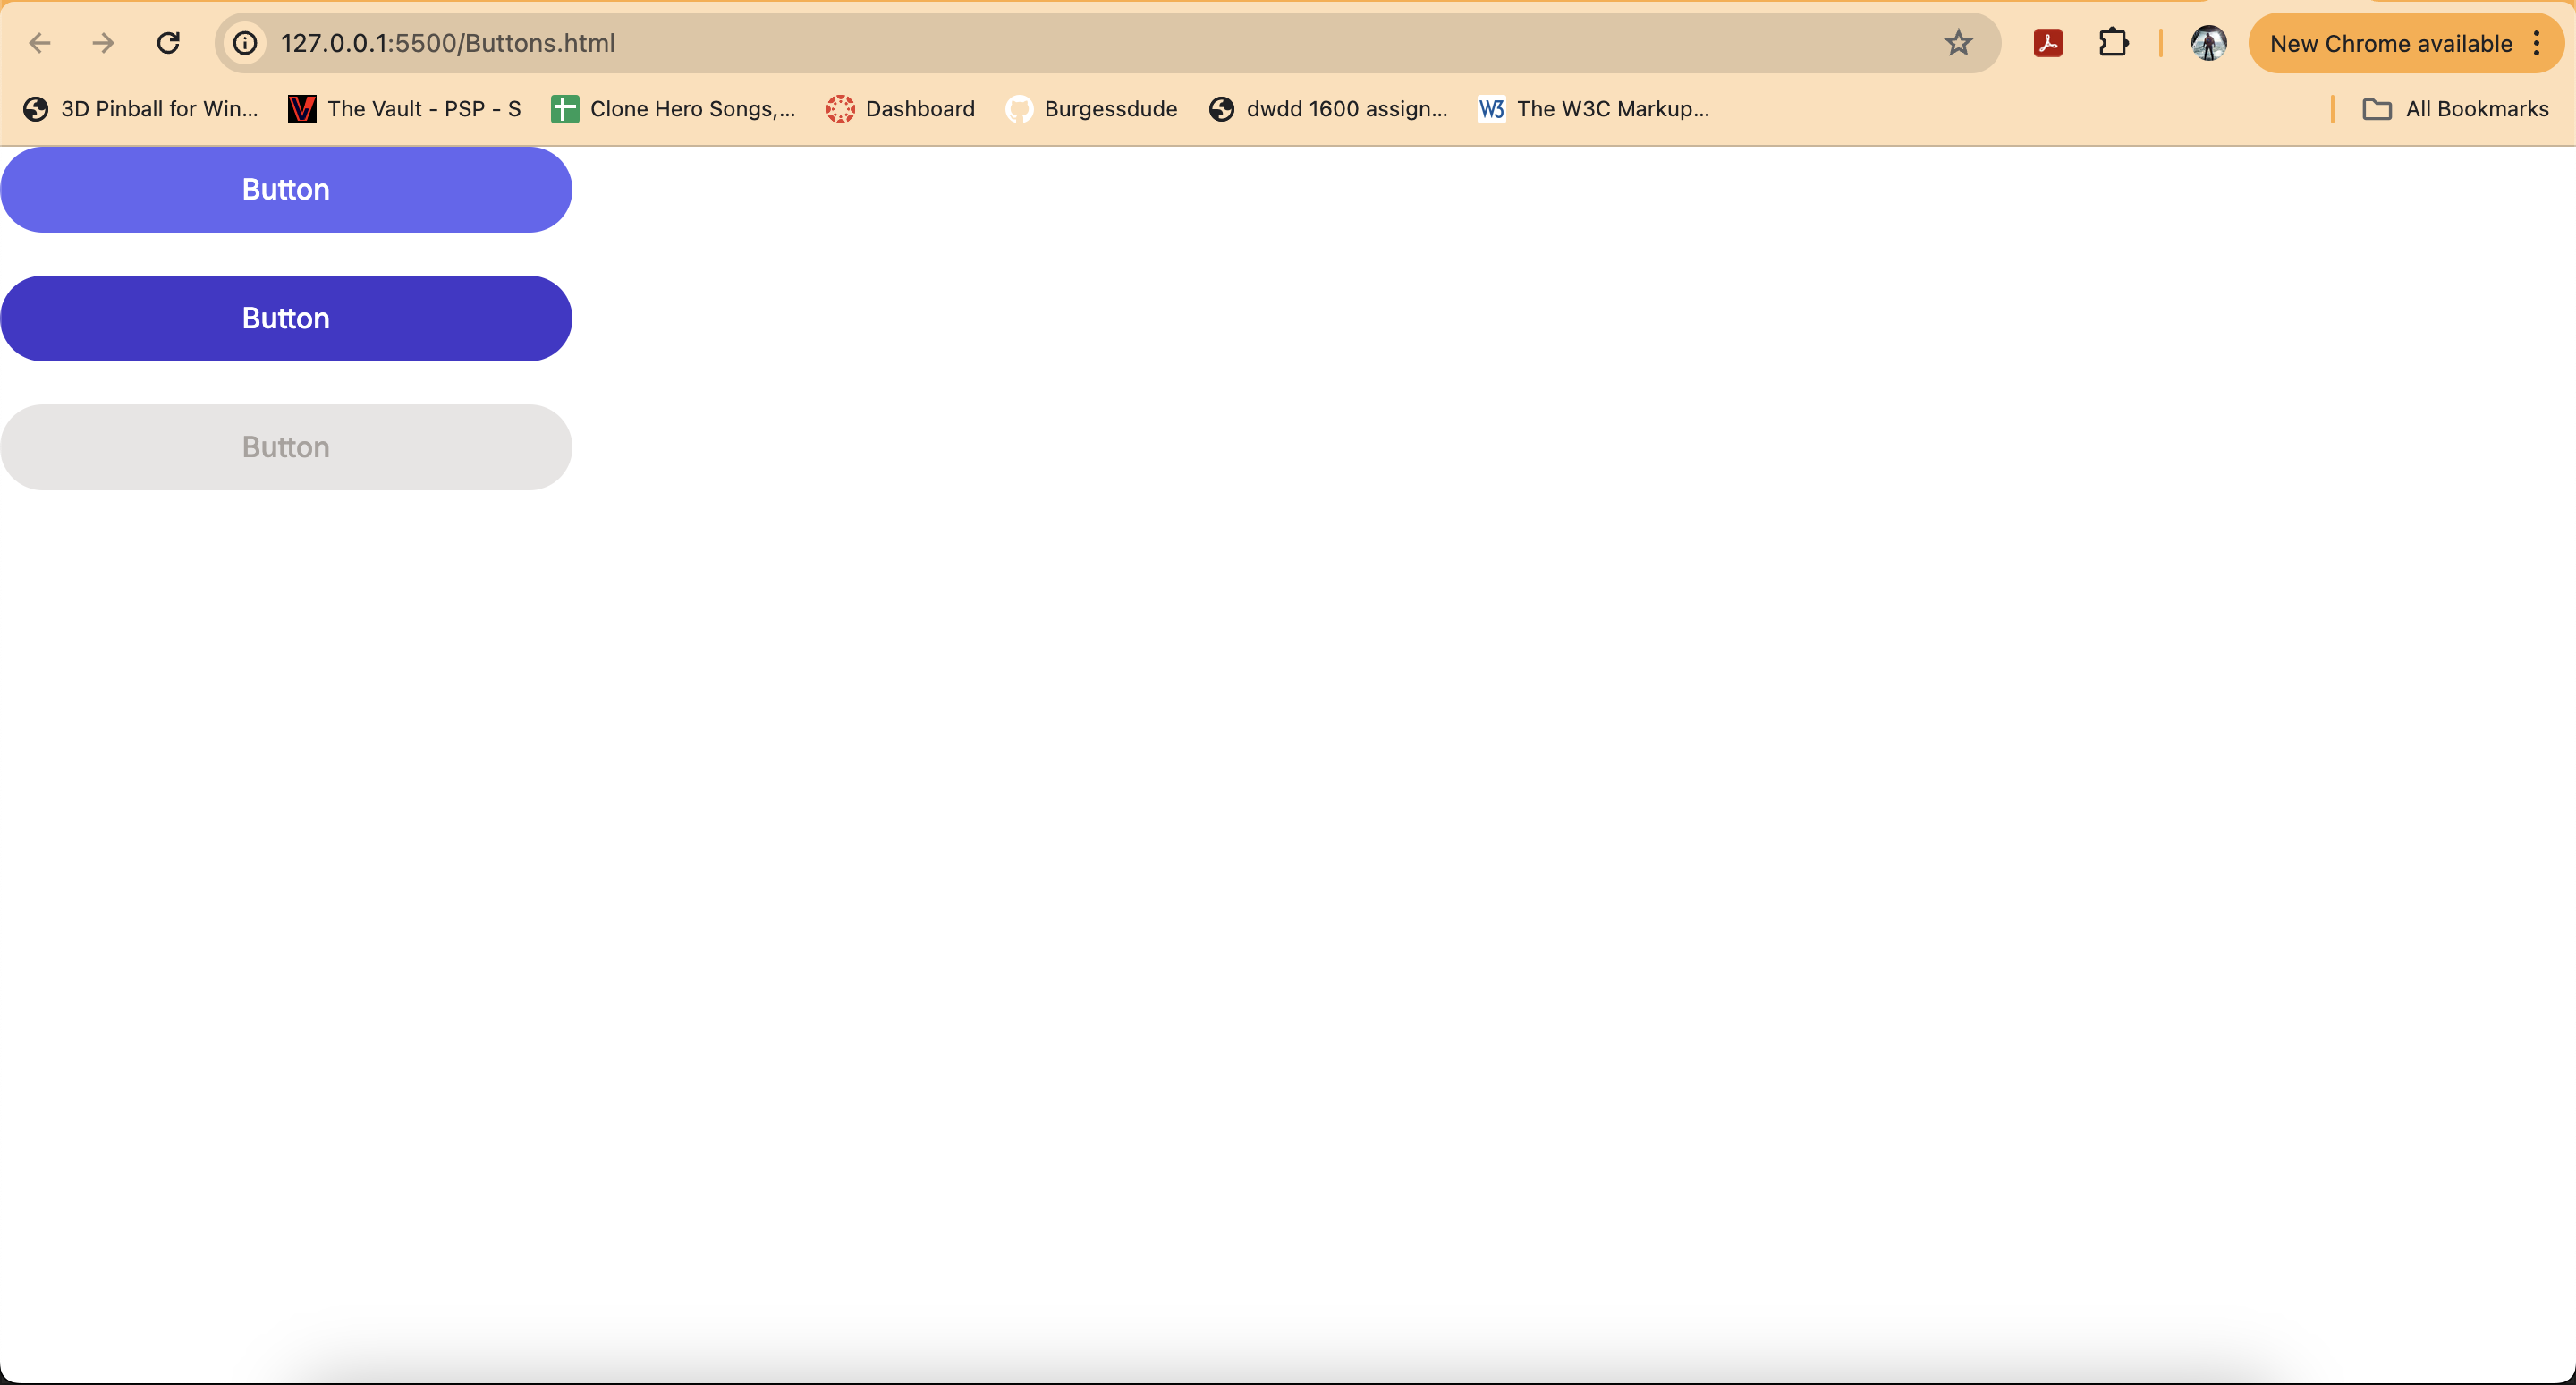 127.0.0.1:5500/Buttons.html
New Chrome available
3D Pinball for Win...
The Vault - PSP - S
Clone Hero Songs,...
Dashboard
Burgessdude
dwdd 1600 assign...
W3
The W3C Markup...
All Bookmarks
Button
Button
Button